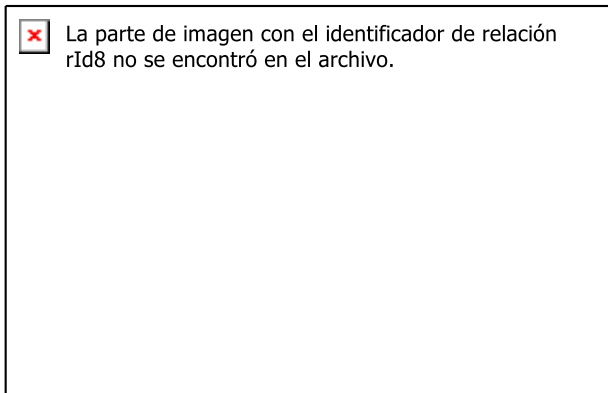 La parte de imagen con el identificador de relación
rId8 no se encontró en el archivo.